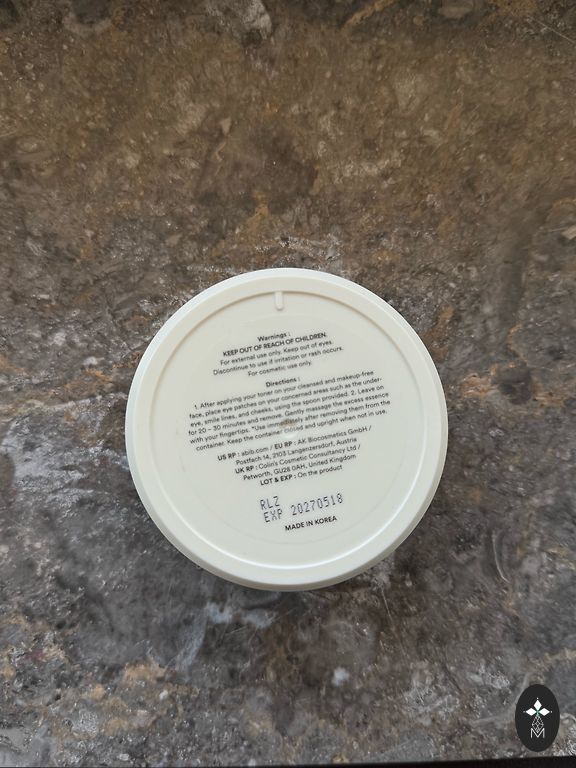 Warnings :
KEEP OUT OF REACH OF CHILDREN.
For external use only. Keep out of eyes.
Discontinue to use if irritation or rash occurs.
For cosmetic use only.
Directions :
1. After applying your toner on your cleansed and makeup-free
face, place eye patches on your concerned areas such as the under-
eye, smile lines, and cheeks, using the spoon provided. 2. Leave on
for 20 – 30 minutes and remove. Gently massage the excess essence
with your fingertips. *Use immediately after removing them from the
container. Keep the container closed and upright when not in use.
US RP : abib.com / EU RP : AK Biocosmetics GmbH /
Postfach 14, 2103 Langenzersdorf, Austria
UK RP : Colin's Cosmetic Consultancy Ltd /
Petworth, GU28 0AH, United Kingdom
LOT & EXP : On the product
RLZ
EXP 20270518
MADE IN KOREA
M